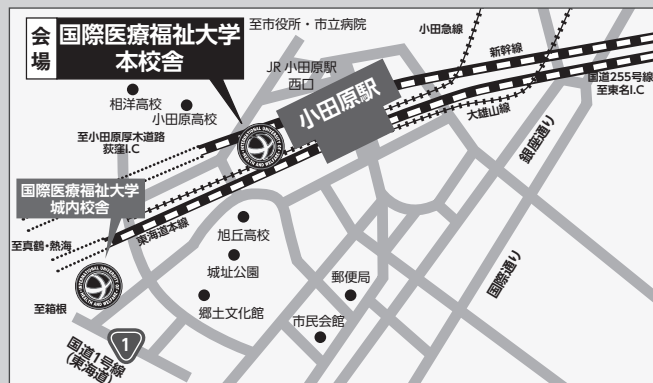 会場
国際医療福祉大学
本校舎
至市役所・市立病院
小田急線
新幹線
JR 小田原駅
西口
国道255号線
至東名I.C
相洋高校
小田原高校
小田原駅
大雄山線
至小田原厚木道路
荻窪I.C
銀座通り
国際医療福祉大学
城内校舎
東海道本線
旭丘高校
至真鶴・熱海
城址公園
国際通り
郵便局
至箱根
郷土文化館
市民会館
1
国道1号線
(東海道)